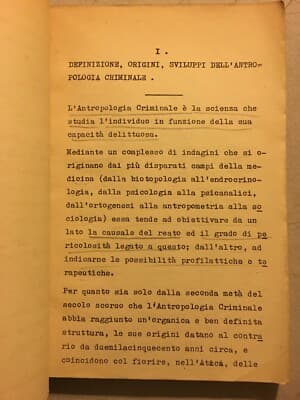 I.
DEFINIZIONE, ORIGINI, SVILUPPI DELL'ANTRO-
POLOGIA CRIMINALE.
L'Antropologia Criminale è la scienza che
studia l'individuo in funzione della sua
capacità delittuosa.
Mediante un complesso di indagini che si o-
riginano dai più disparati campi della me-
dicina (dalla biotopologia all'endocrino-
logia, dalla psicologia alla psicanalisi,
dall'ortogenesi alla antropometria alla so
ciologia) essa tende ad obiettivare da un
lato la causale del reato ed il grado di pe
ricolosità legato a questo; dall'altro, ad
indicarne le possibilità profilattiche o te
rapeutiche.
Per quanto sia solo dalla seconda metà del
secolo scorso che l'Antropologia Criminale
abbia raggiunto un'organica e ben definita
struttura, le sue origini datano al contra
rio da duemilacinquecento anni circa, e
coincidono col fiorire, nell'Atica, delle